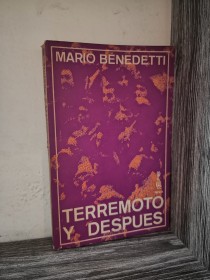 MARIO BENEDETTI
TERREMOTO
Y DESPUES